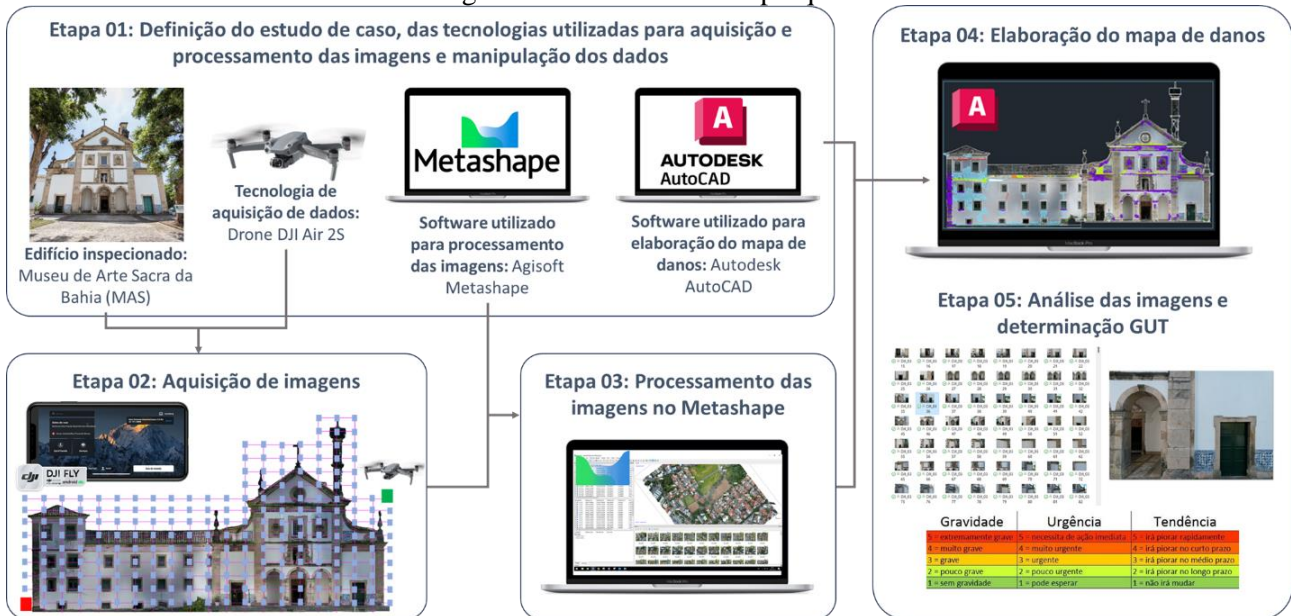 Etapa 01: Definição do estudo de caso, das tecnologias utilizadas para aquisição e
processamento das imagens e manipulação dos dados
Edifício inspecionado:
Museu de Arte Sacra da
Bahia (MAS)
Tecnologia de
aquisição de dados:
Drone DJI Air 2S
Metashape
Software utilizado
para processamento
das imagens: Agisoft
Metashape
A
AUTODESK
AutoCAD
Software utilizado para
elaboração do mapa de
danos: Autodesk
AutoCAD
Etapa 02: Aquisição de imagens
dji
DJI FLY
android
Etapa 03: Processamento das
imagens no Metashape
Etapa 04: Elaboração do mapa de danos
A
MacBook Pro
Etapa 05: Análise das imagens e
determinação GUT
Gravidade Urgência Tendência
5 = extremamente grave 5 = necessita de ação imediata 5 = irá piorar rapidamente
4 = muito grave 4 = muito urgente 4 = irá piorar no curto prazo
3 = grave 3 = urgente 3 = irá piorar no médio prazo
2 = pouco grave 2 = pouco urgente 2 = irá piorar no longo prazo
1 = sem gravidade 1 = pode esperar 1 = não irá mudar